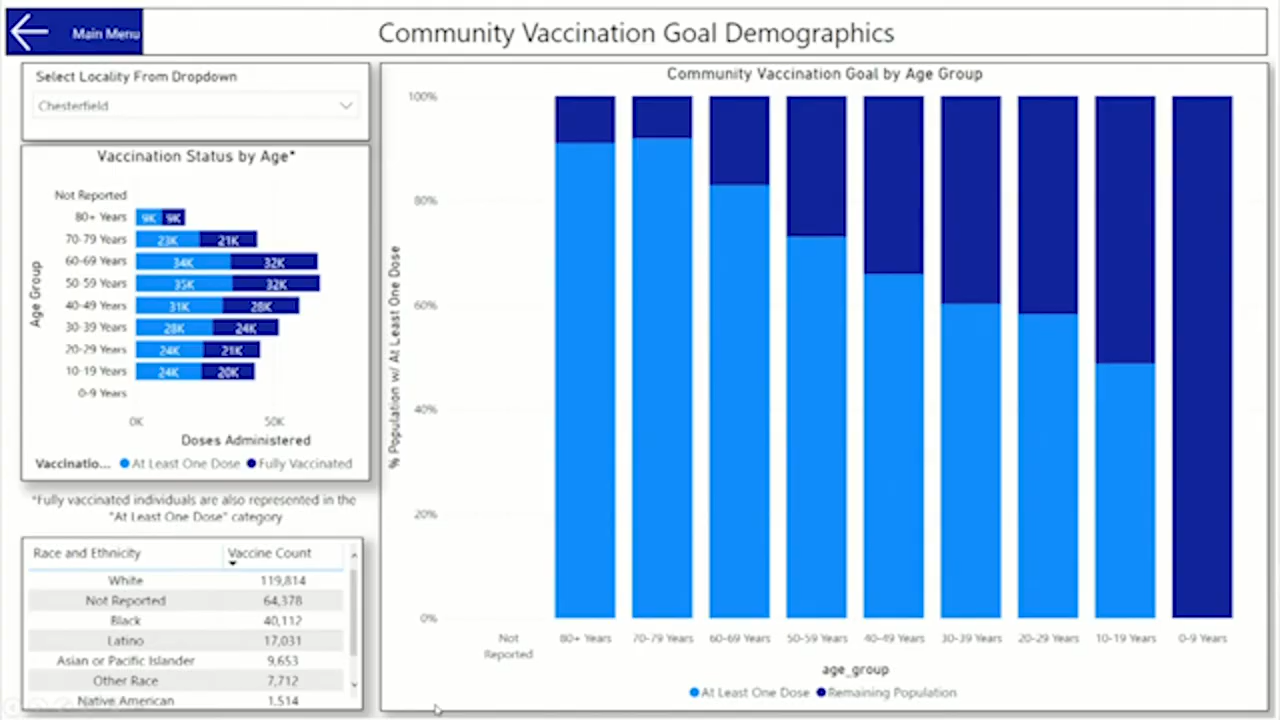 Main Menu
Community Vaccination Goal Demographics
Select Locality From Dropdown
Chesterfield
Vaccination Status by Age*
Age Group
Not Reported
80+ Years 9K 9K
70-79 Years 23K 21K
60-69 Years 34K 32K
50-59 Years 35K 32K
40-49 Years 31K 28K
30-39 Years 28K 24K
20-29 Years 24K 21K
10-19 Years 24K 20K
0-9 Years
0K 50K
Doses Administered
Vaccinatio... At Least One Dose Fully Vaccinated
*Fully vaccinated individuals are also represented in the
"At Least One Dose" category
Race and Ethnicity Vaccine Count
White 119,814
Not Reported 64,378
Black 40,112
Latino 17,031
Asian or Pacific Islander 9,653
Other Race 7,712
Native American 1,514
Community Vaccination Goal by Age Group
% Population w/ At Least One Dose
100%
80%
60%
40%
20%
0%
Not
Reported
80+ Years 70-79 Years 60-69 Years 50-59 Years 40-49 Years 30-39 Years 20-29 Years 10-19 Years 0-9 Years
age_group
At Least One Dose Remaining Population